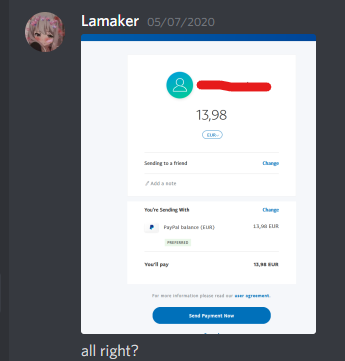 Lamaker 05/07/2020
13,98
EUR
Sending to a friend Change
Add a note
You're Sending With Change
PayPal balance (EUR) 13,98 EUR
PREFERRED
You'll pay 13,98 EUR
For more information please read our user agreement.
Send Payment Now
all right?